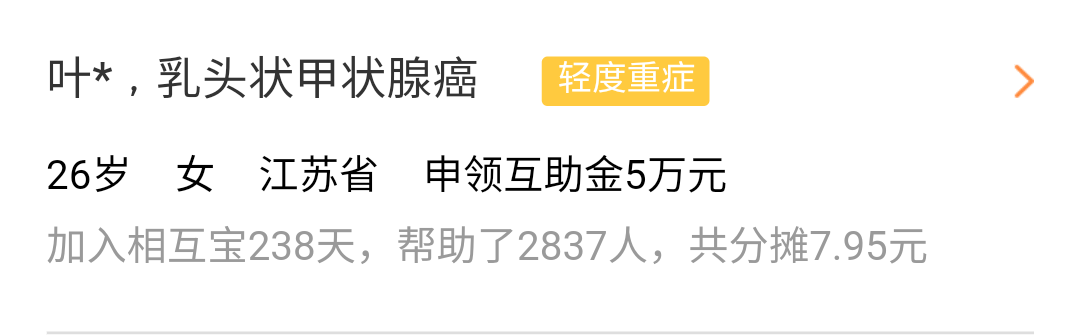 叶*，乳头状甲状腺癌 轻度重症
26岁 女 江苏省 申领互助金5万元
加入相互宝238天，帮助了2837人，共分摊7.95元